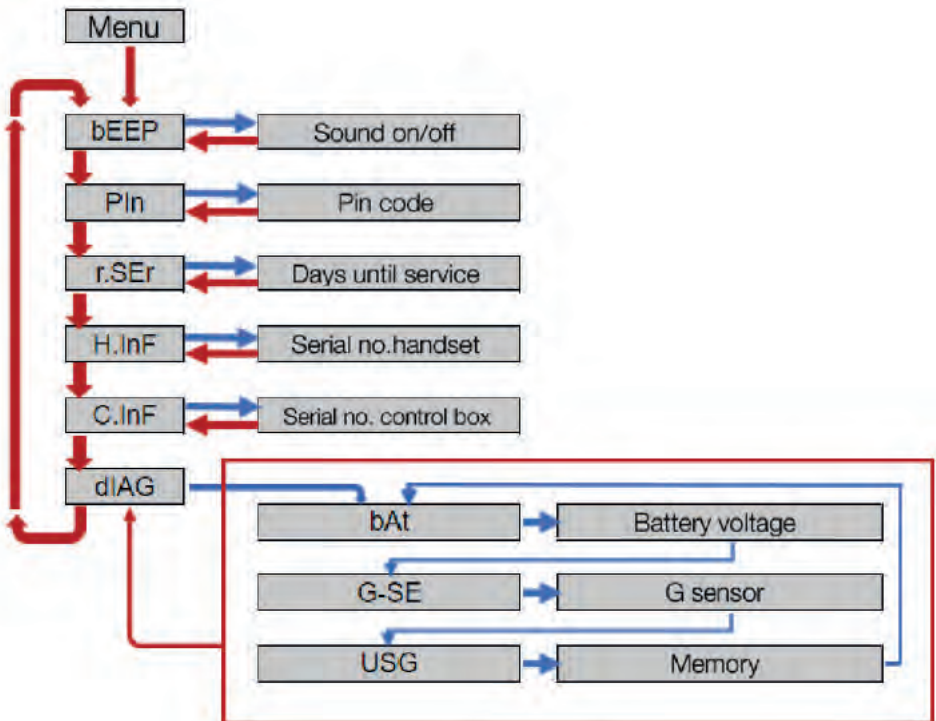 Menu
bEEP
Sound on/off
PIn
Pin code
r.SEr
Days until service
H.InF
Serial no.handset
C.InF
Serial no. control box
dIAG
bAt
Battery voltage
G-SE
G sensor
USG
Memory